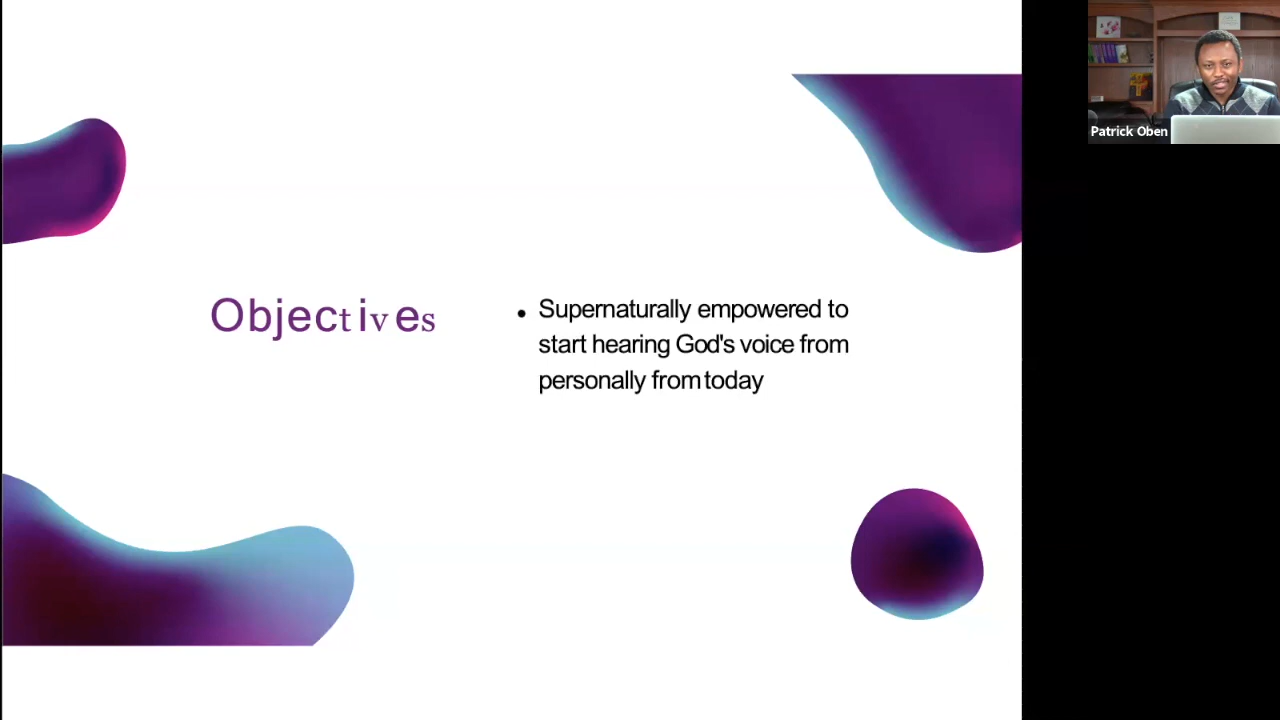 Objectives
• Supernaturally empowered to
start hearing God's voice from
personally from today
Patrick Oben